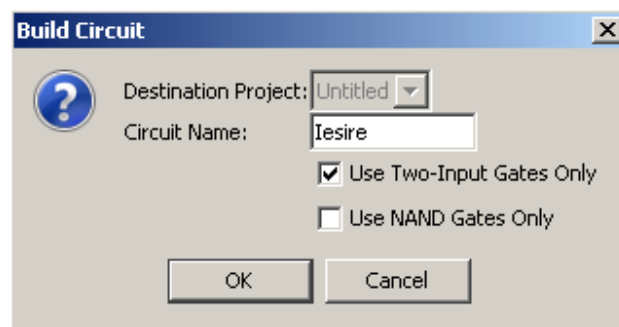 Build Circuit
Destination Project: Untitled
Circuit Name: Iesire
Use Two-Input Gates Only
Use NAND Gates Only
OK Cancel